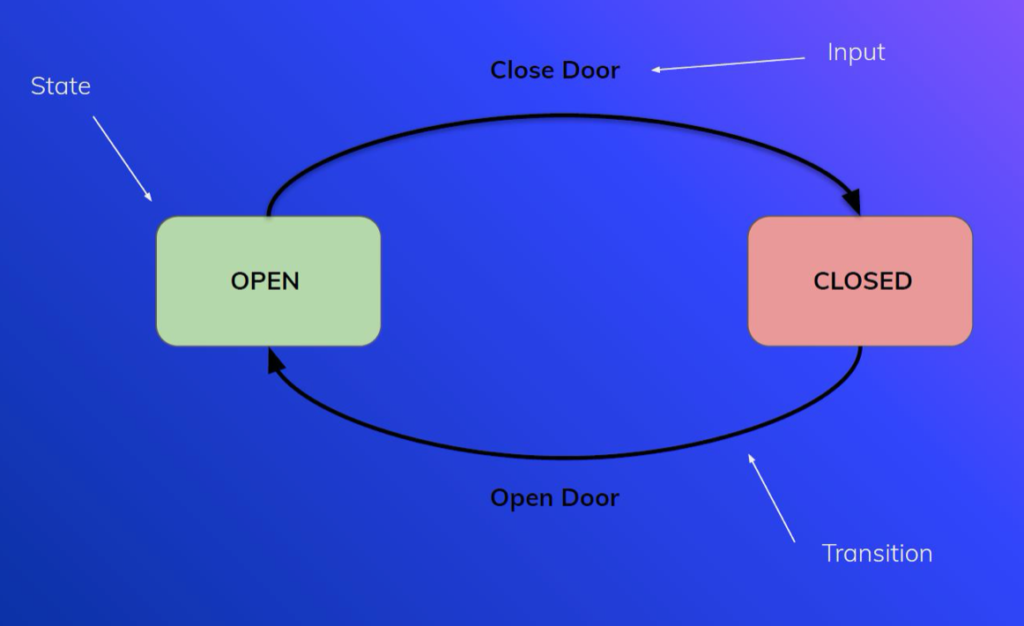 Input
Close Door
State
OPEN
CLOSED
Open Door
Transition